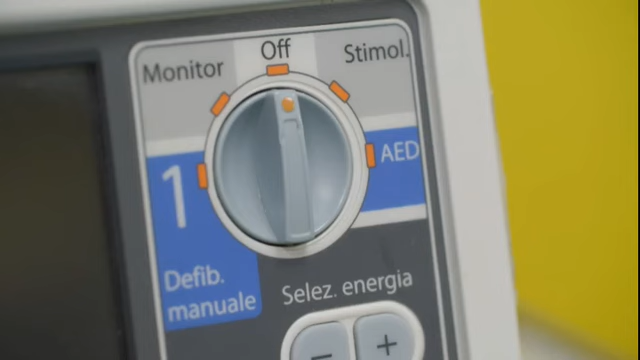 Off
Monitor
Stimol.
1
AED
Defib.
manuale
Selez. energia
− +